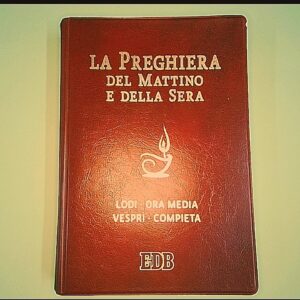 LA PREGHIERA
DEL MATTINO
E DELLA SERA
LODI · ORA MEDIA
VESPRI · COMPIETA
EDB